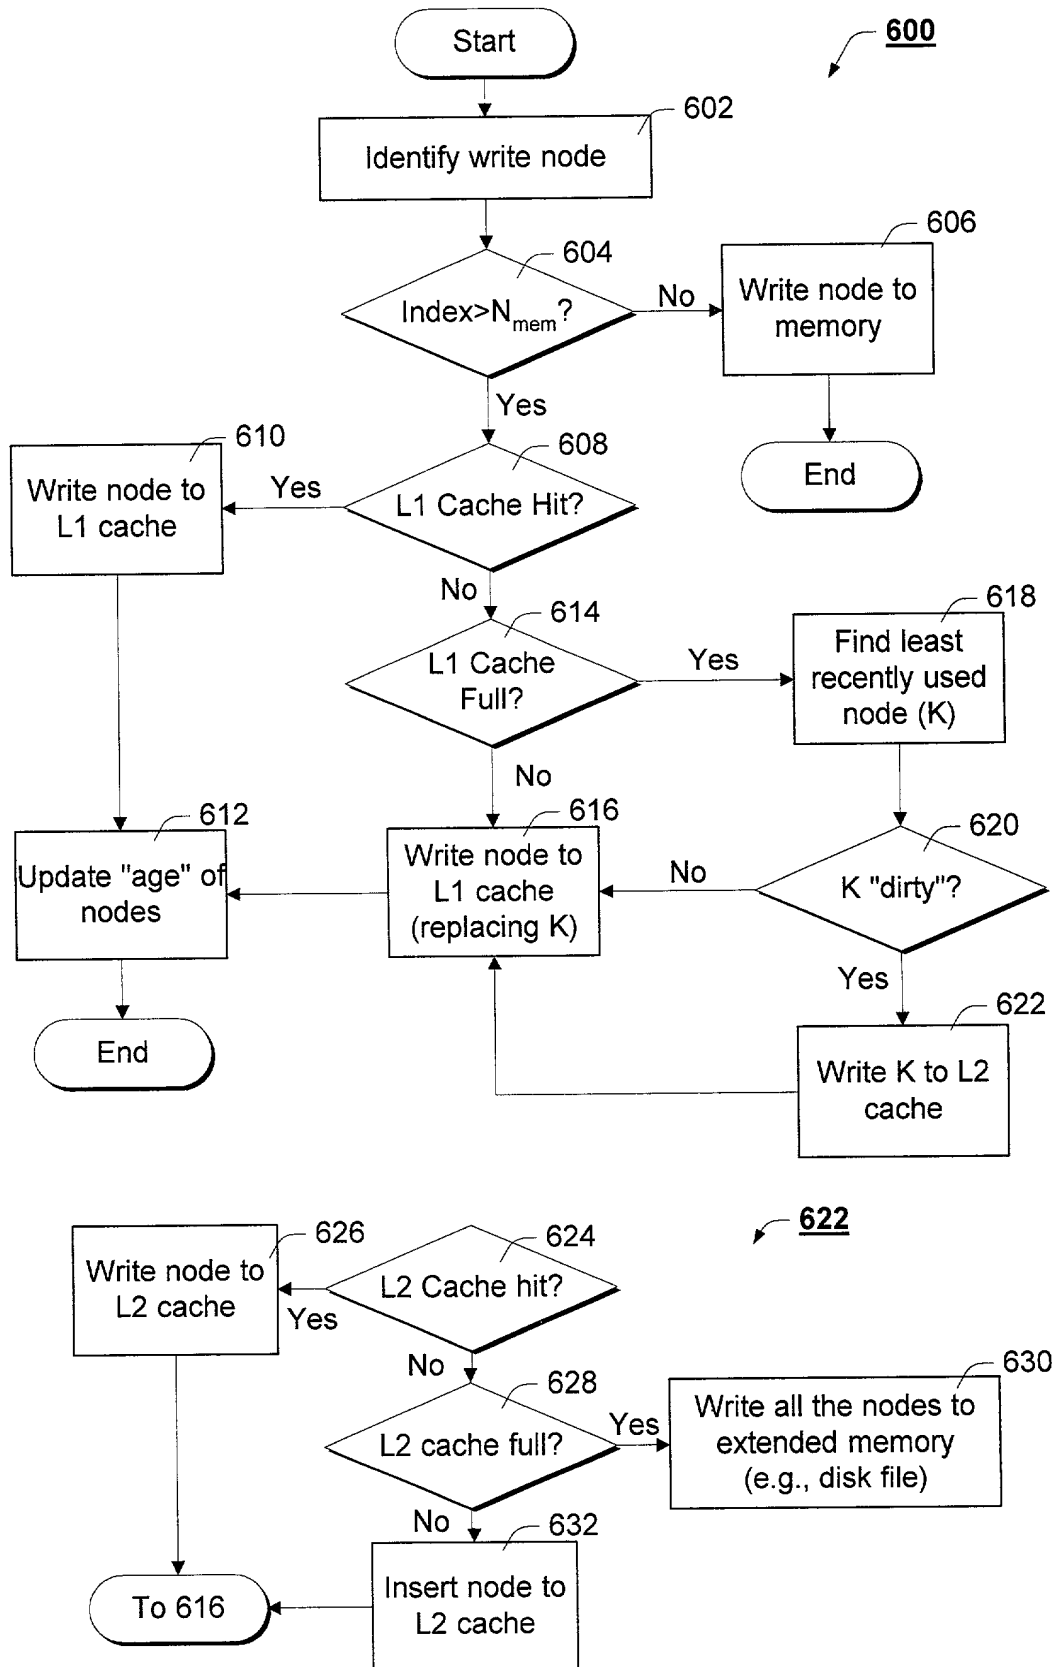 Start
600
602
Identify write node
604
Index>Nmem?
No
606
Write node to
memory
End
Yes
608
L1 Cache Hit?
Yes
610
Write node to
L1 cache
No
614
L1 Cache
Full?
Yes
618
Find least
recently used
node (K)
No
612
Update "age" of
nodes
616
Write node to
L1 cache
(replacing K)
No
620
K "dirty"?
Yes
End
622
Write K to L2
cache
622
626
Write node to
L2 cache
Yes
624
L2 Cache hit?
No
628
L2 cache full?
Yes
630
Write all the nodes to
extended memory
(e.g., disk file)
No
632
Insert node to
L2 cache
To 616